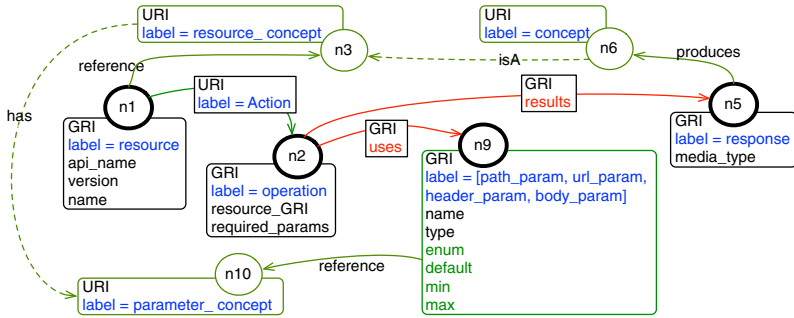 URI
label = resource_ concept
n3
URI
label = concept
n6
produces
isA
reference
has
n1
URI
label = Action
GRI
results
n5
GRI
label = resource
api_name
version
name
n2
GRI
uses
n9
GRI
label = response
media_type
GRI
label = operation
resource_GRI
required_params
GRI
label = [path_param, url_param,
header_param, body_param]
name
type
enum
default
min
max
n10
reference
URI
label = parameter_ concept